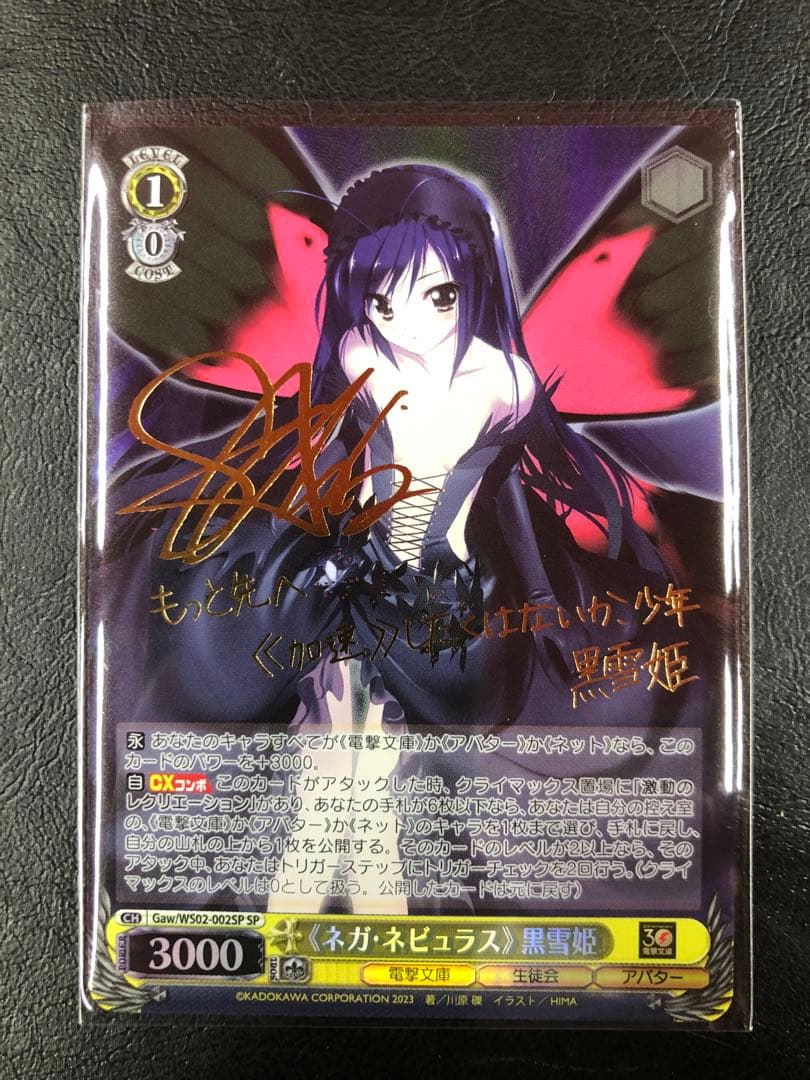 LEVEL
1
0
COST
もっと先へ
《《加速》》したくはないか、少年
黒雪姫
永 あなたのキャラすべてが《電撃文庫》か《アバター》か《ネット》なら、この
カードのパワーを+3000。
自 CXコンボ このカードがアタックした時、クライマックス置場に「激動の
レクリエーション」があり、あなたの手札が6枚以下なら、あなたは自分の控え室
の、《電撃文庫》か《アバター》か《ネット》のキャラを1枚まで選び、手札に戻し、
自分の山札の上から1枚を公開する。そのカードのレベルが2以上なら、その
アタック中、あなたはトリガーステップにトリガーチェックを2回行う。（クライ
マックスのレベルは0として扱う。公開したカードは元に戻す）
CH Gaw/WS02-002SP SP
POWER 3000 SOUL
《ネガ・ネビュラス》 黒雪姫
30 電撃文庫
電撃文庫 生徒会 アバター
©KADOKAWA CORPORATION 2023 著／川原 礫 イラスト／HIMA